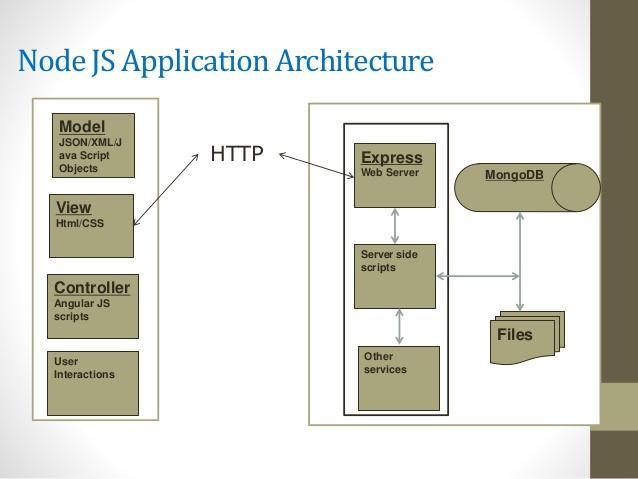 Node JS Application Architecture
Model
JSON/XML/J
ava Script
Objects
View
Html/CSS
Controller
Angular JS
scripts
User
Interactions
HTTP
Express
Web Server
Server side
scripts
Other
services
MongoDB
Files